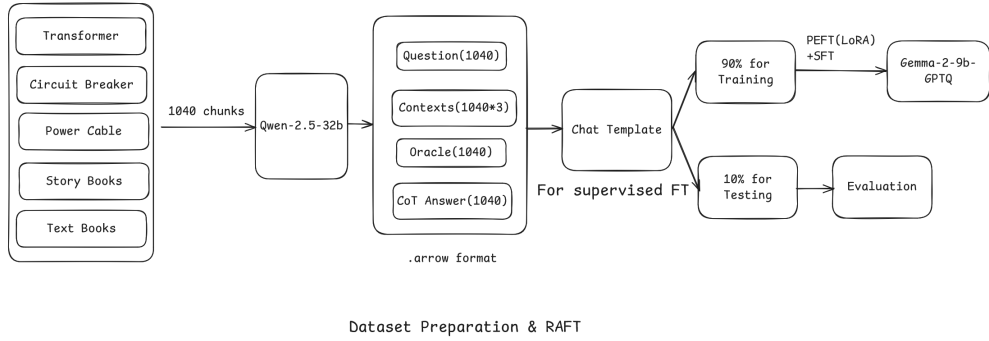 Transformer
Circuit Breaker
Power Cable
Story Books
Text Books
1040 chunks
Qwen-2.5-32b
Question(1040)
Contexts(1040*3)
Oracle(1040)
CoT Answer(1040)
.arrow format
Chat Template
For supervised FT
90% for
Training
PEFT(LoRA)
+SFT
Gemma-2-9b-
GPTQ
10% for
Testing
Evaluation
Dataset Preparation & RAFT